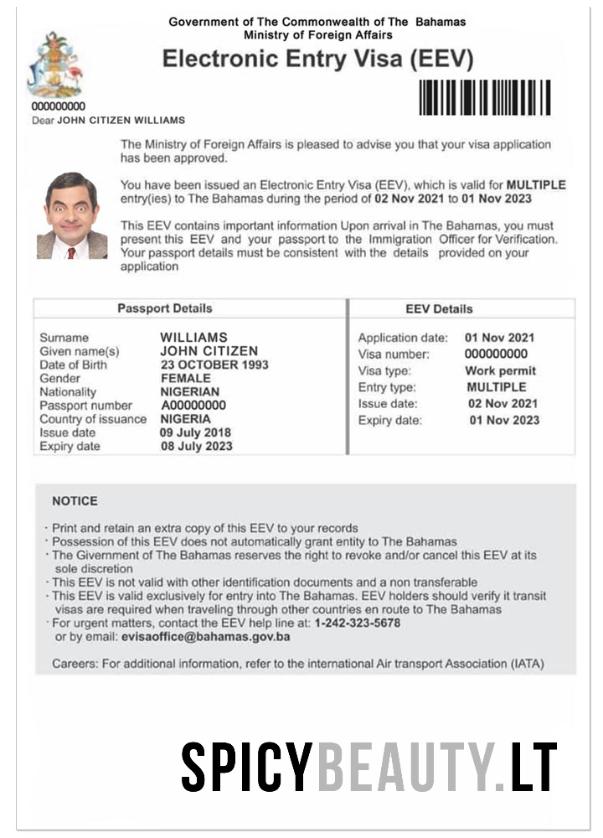 Government of The Commonwealth of The Bahamas
Ministry of Foreign Affairs
Electronic Entry Visa (EEV)
000000000
Dear JOHN CITIZEN WILLIAMS
The Ministry of Foreign Affairs is pleased to advise you that your visa application
has been approved.
You have been issued an Electronic Entry Visa (EEV), which is valid for MULTIPLE
entry(ies) to The Bahamas during the period of 02 Nov 2021 to 01 Nov 2023
This EEV contains important information Upon arrival in The Bahamas, you must
present this EEV and your passport to the Immigration Officer for Verification.
Your passport details must be consistent with the details provided on your
application
Passport Details
Surname WILLIAMS
Given name(s) JOHN CITIZEN
Date of Birth 23 OCTOBER 1993
Gender FEMALE
Nationality NIGERIAN
Passport number A00000000
Country of issuance NIGERIA
Issue date 09 July 2018
Expiry date 08 July 2023
EEV Details
Application date: 01 Nov 2021
Visa number: 000000000
Visa type: Work permit
Entry type: MULTIPLE
Issue date: 02 Nov 2021
Expiry date: 01 Nov 2023
NOTICE
· Print and retain an extra copy of this EEV to your records
· Possession of this EEV does not automatically grant entity to The Bahamas
· The Givernment of The Bahamas reserves the right to revoke and/or cancel this EEV at its
sole discretion
· This EEV is not valid with other identification documents and a non transferable
· This EEV is valid exclusively for entry into The Bahamas. EEV holders should verify it transit
visas are required when traveling through other countries en route to The Bahamas
· For urgent matters, contact the EEV help line at: 1-242-323-5678
or by email: evisaoffice@bahamas.gov.ba
Careers: For additional information, refer to the international Air transport Association (IATA)
SPICYBEAUTY.LT